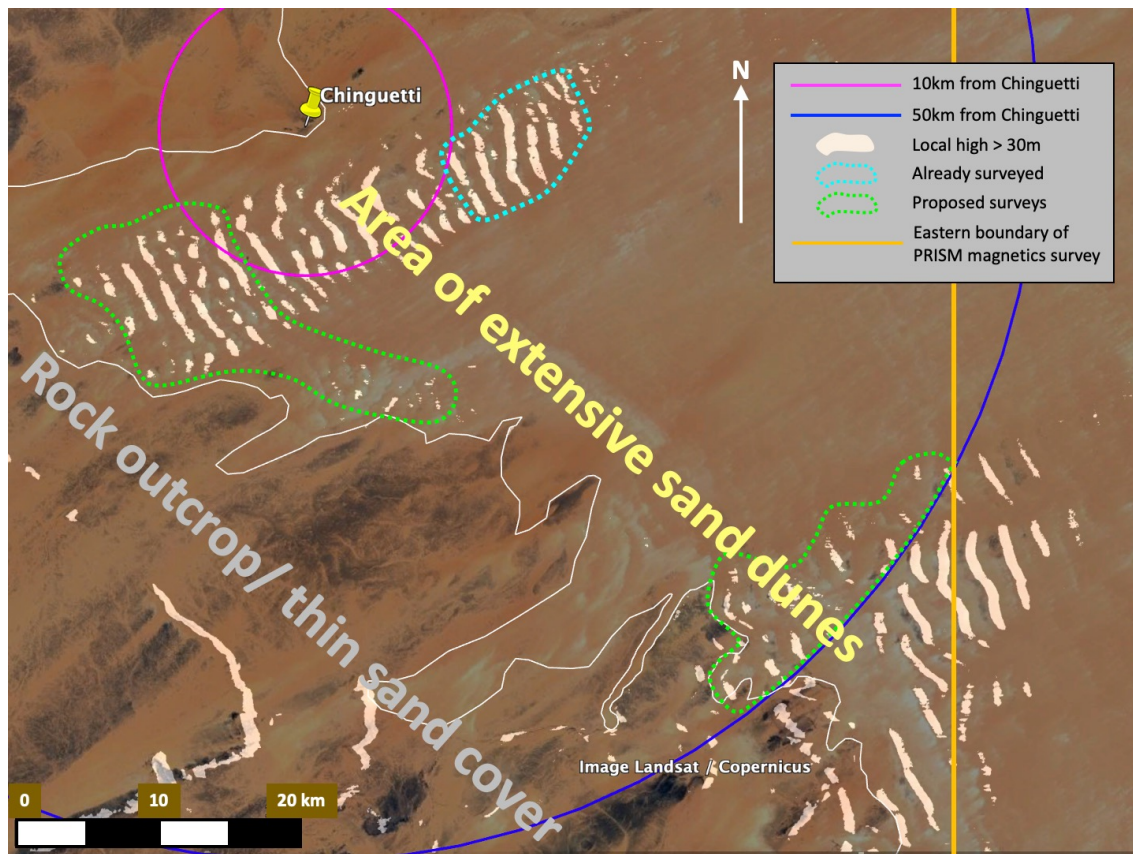 Chinguetti
N
10km from Chinguetti
50km from Chinguetti
Local high > 30m
Already surveyed
Proposed surveys
Eastern boundary of
PRISM magnetics survey
Area of extensive sand dunes
Rock outcrop/ thin sand cover
Image Landsat / Copernicus
0 10 20 km